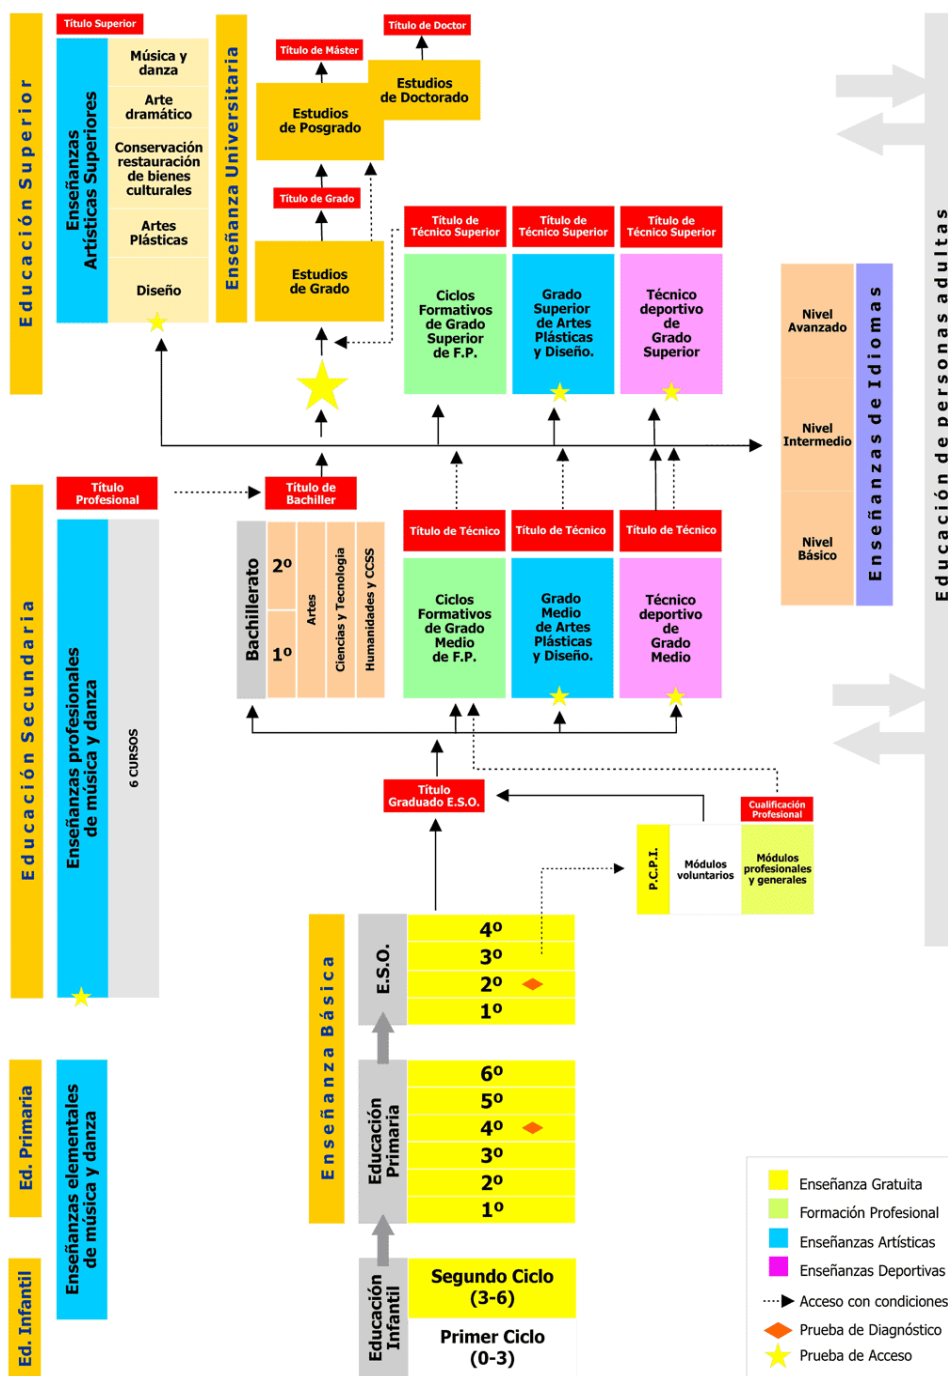 Educación Superior
Título Superior
Enseñanzas
Artísticas Superiores
Música y
danza
Arte
dramático
Conservación
restauración
de bienes
culturales
Artes
Plásticas
Diseño
Enseñanza Universitaria
Título de Máster
Título de Doctor
Estudios
de Posgrado
Estudios
de Doctorado
Título de Grado
Estudios
de Grado
Título de
Técnico Superior
Título de
Técnico Superior
Título de
Técnico Superior
Ciclos
Formativos
de Grado
Superior
de F.P.
Grado
Superior
de Artes
Plásticas
y Diseño.
Técnico
deportivo
de
Grado
Superior
Nivel
Avanzado
Nivel
Intermedio
Nivel
Básico
Enseñanzas de Idiomas
Educación de personas adultas
Educación Secundaria
Título
Profesional
Enseñanzas profesionales
de música y danza
6 CURSOS
Título de
Bachiller
Bachillerato
2º
1º
Artes
Ciencias y Tecnología
Humanidades y CCSS
Título de Técnico
Título de Técnico
Título de Técnico
Ciclos
Formativos
de Grado
Medio
de F.P.
Grado
Medio
de Artes
Plásticas
y Diseño.
Técnico
deportivo
de
Grado
Medio
Título
Graduado E.S.O.
Cualificación
Profesional
P.C.P.I.
Módulos
voluntarios
Módulos
profesionales
y generales
Enseñanza Básica
E.S.O.
4º
3º
2º
1º
Ed. Primaria
Enseñanzas elementales
de música y danza
Educación
Primaria
6º
5º
4º
3º
2º
1º
Ed. Infantil
Educación
Infantil
Segundo Ciclo
(3-6)
Primer Ciclo
(0-3)
Enseñanza Gratuita
Formación Profesional
Enseñanzas Artísticas
Enseñanzas Deportivas
Acceso con condiciones
Prueba de Diagnóstico
Prueba de Acceso